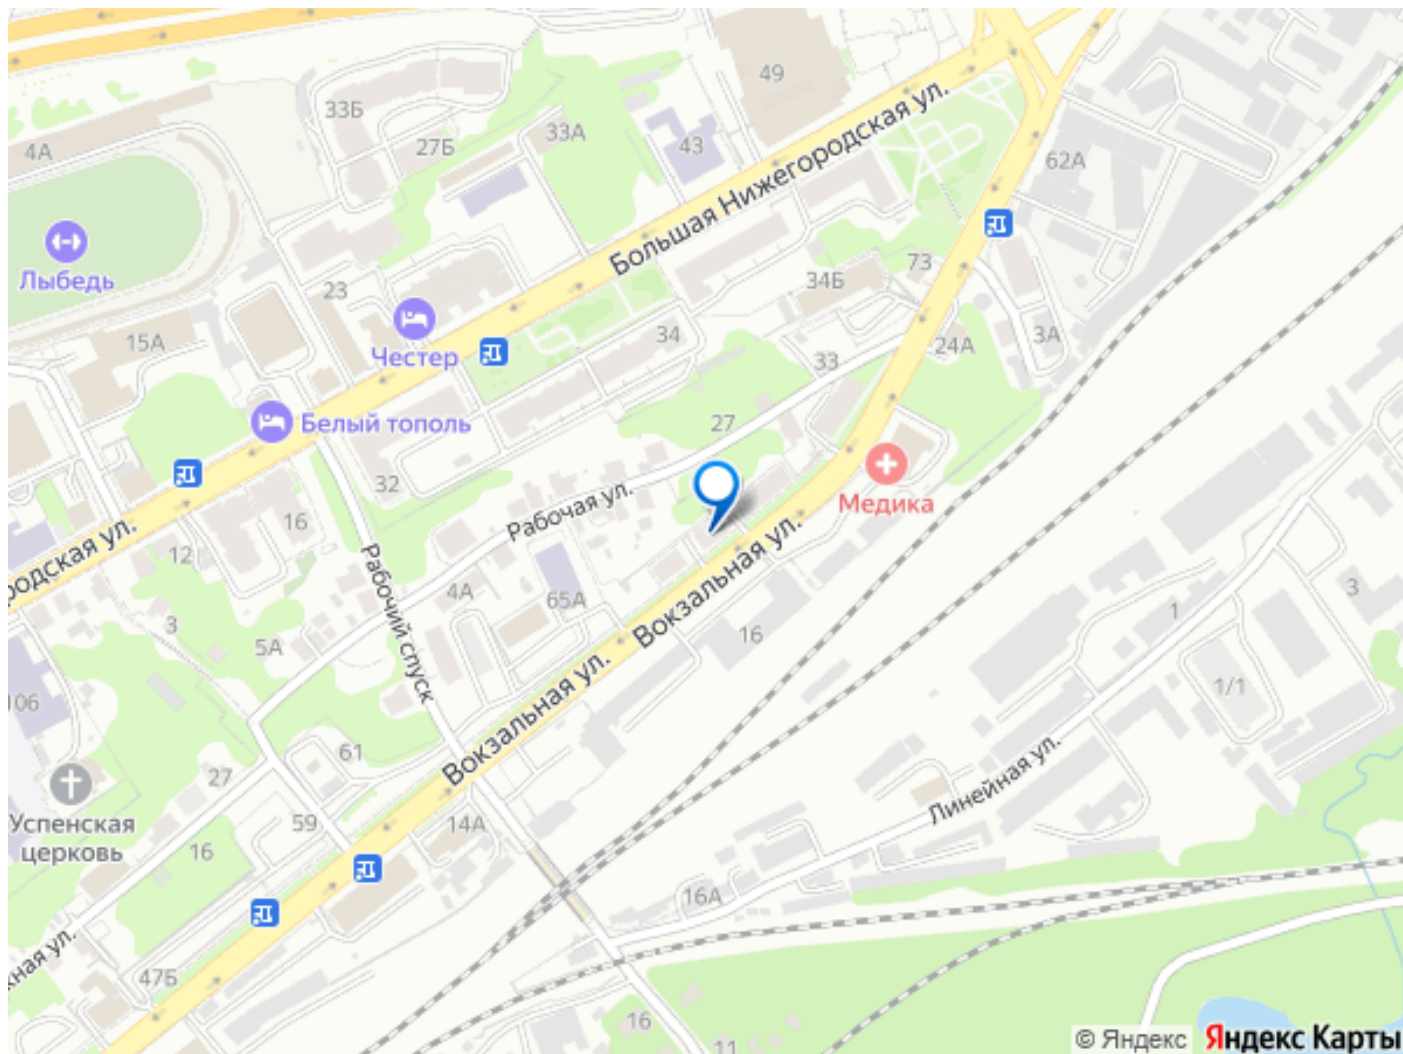 49
33Б
33А
43
27Б
4А
62А
Большая Нижегородская ул.
Лыбедь
73
34Б
23
Честер
34
3А
24А
15А
33
Белый тополь
27
32
Медика
Рабочая ул.
16
12
родская ул.
Рабочий спуск
4А
65А
Вокзальная ул.
3
5А
16
1
3
1/1
106
Вокзальная ул.
61
27
Линейная ул.
Успенская
церковь
59
14А
16
16А
жная ул.
47Б
16
11
© Яндекс Яндекс Карты